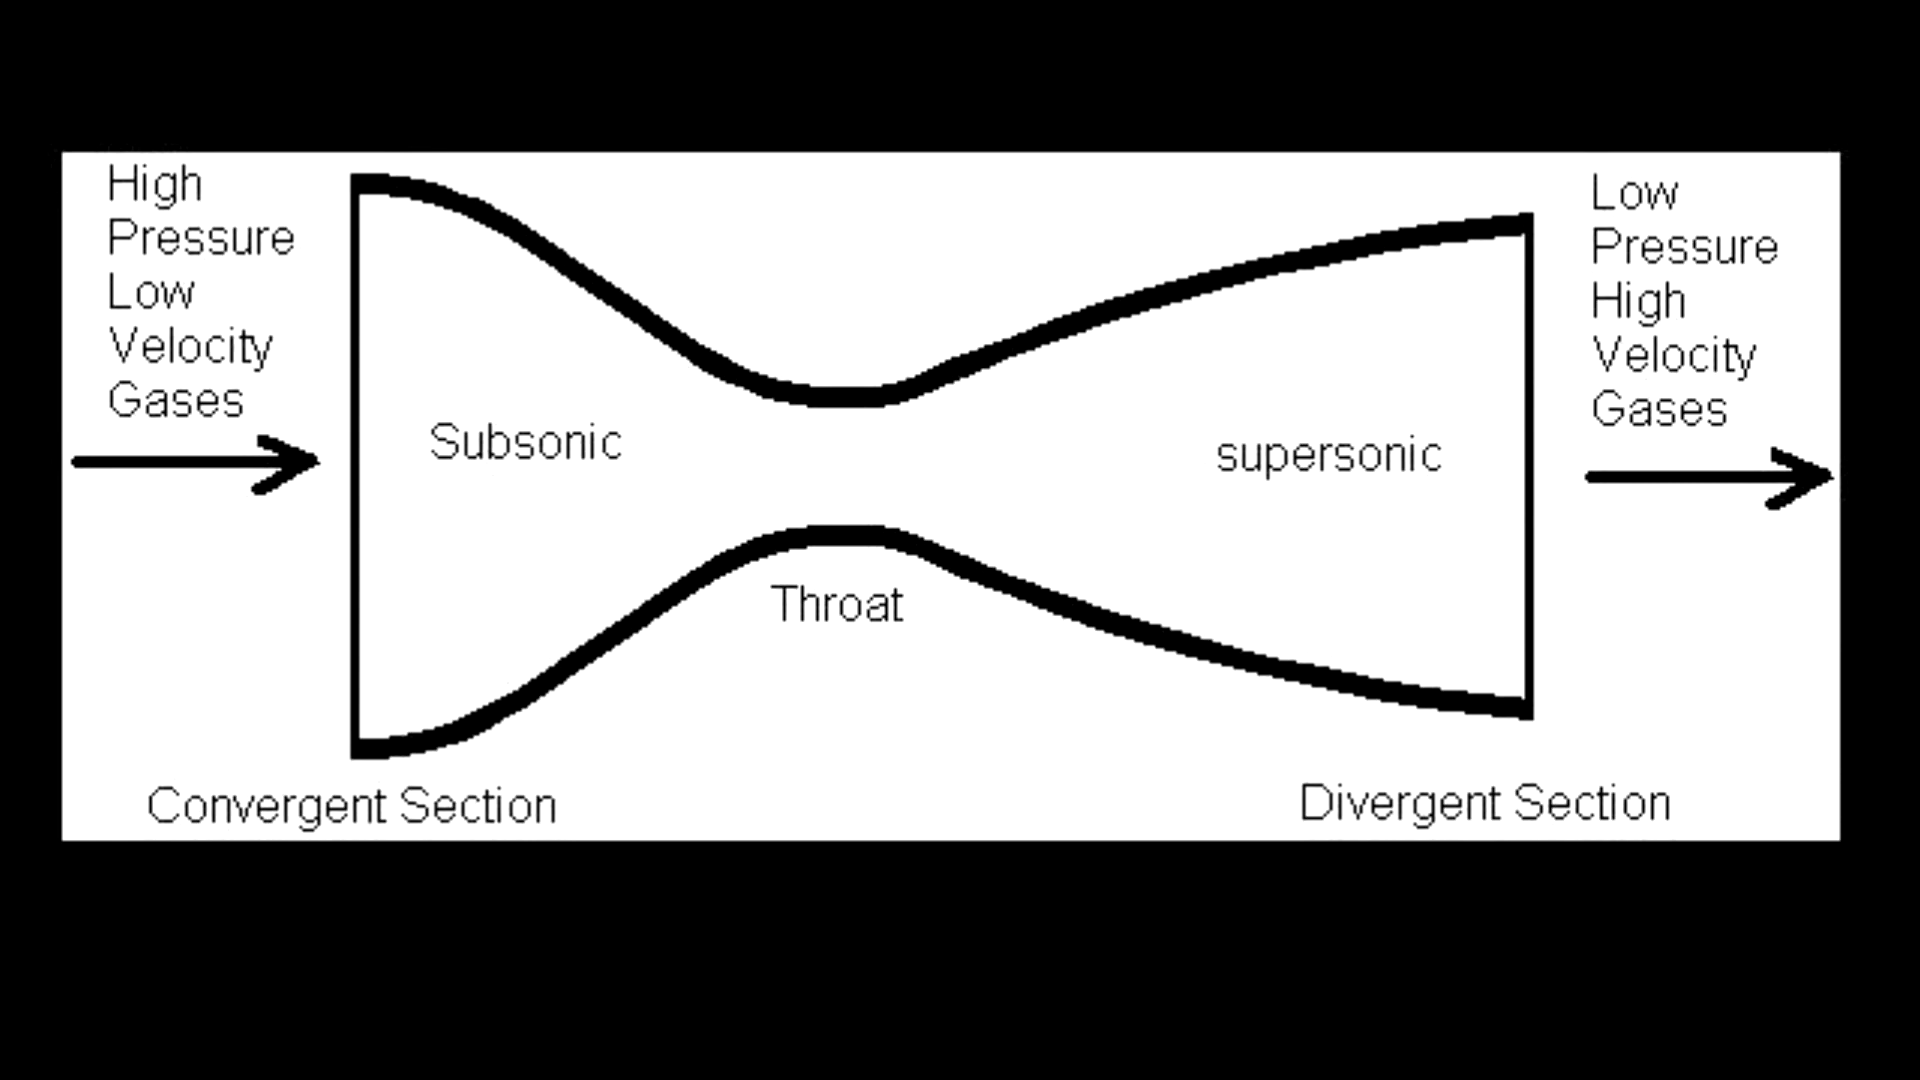 High
Pressure
Low
Velocity
Gases
Subsonic
Throat
supersonic
Low
Pressure
High
Velocity
Gases
Convergent Section
Divergent Section